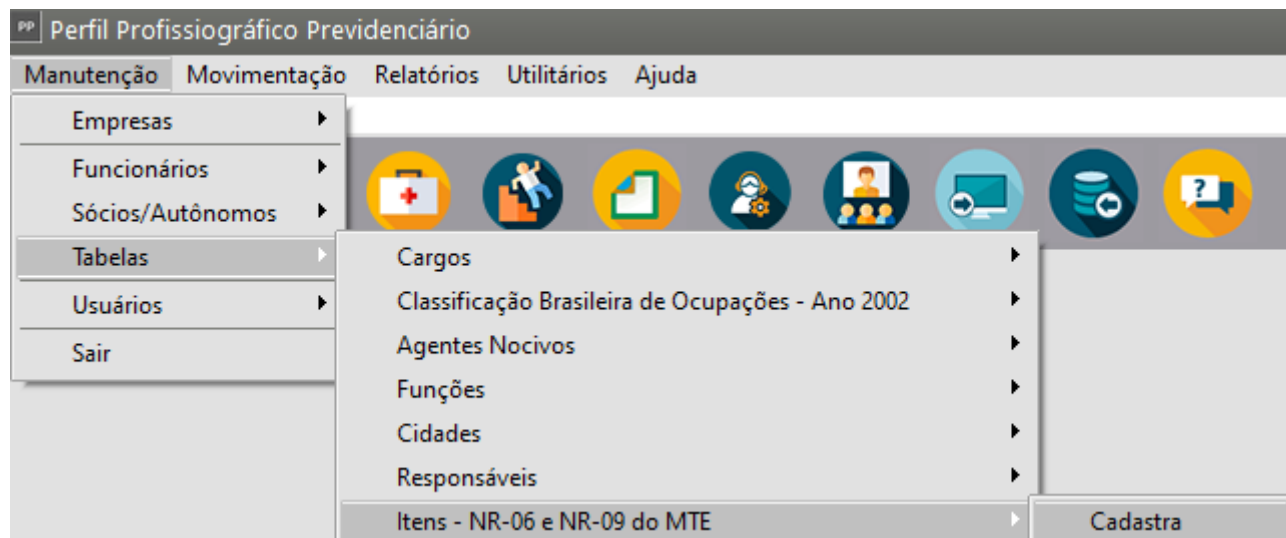 PP Perfil Profissiográfico Previdenciário
Manutenção Movimentação Relatórios Utilitários Ajuda
Empresas
Funcionários
Sócios/Autônomos
Tabelas
Usuários
Sair
Cargos
Classificação Brasileira de Ocupações - Ano 2002
Agentes Nocivos
Funções
Cidades
Responsáveis
Itens - NR-06 e NR-09 do MTE
Cadastra
?